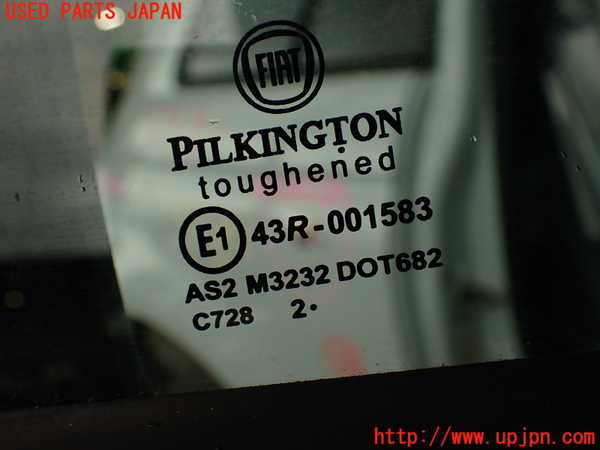 USED PARTS JAPAN
FIAT
PILKINGTON
toughened
E1 43R-001583
AS2 M3232 DOT682
C728 2.
http://www.upjpn.com